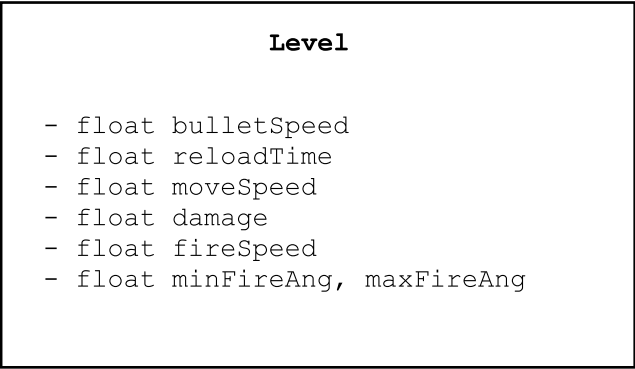 Level
- float bulletSpeed
- float reloadTime
- float moveSpeed
- float damage
- float fireSpeed
- float minFireAng, maxFireAng